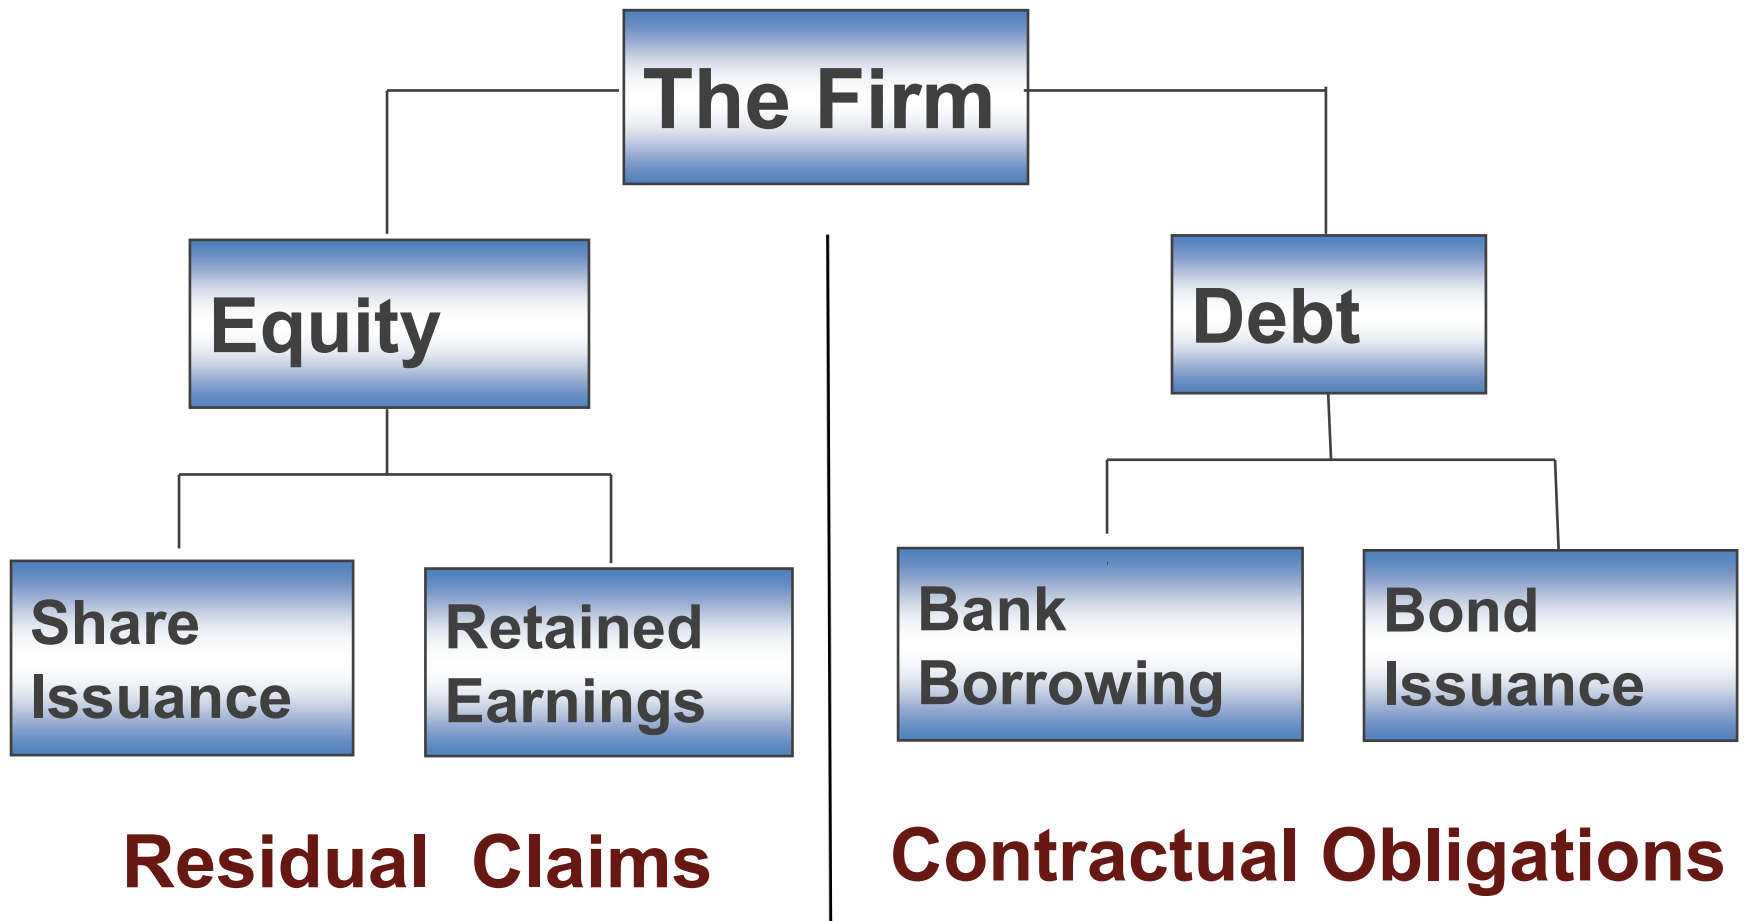 The Firm
Equity
Debt
Share
Issuance
Retained
Earnings
Bank
Borrowing
Bond
Issuance
Residual Claims
Contractual Obligations